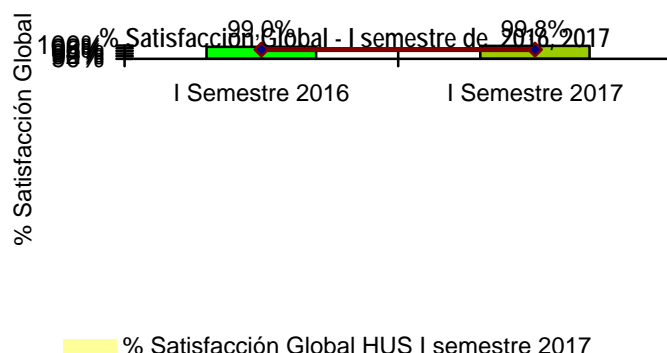 % Satisfacción Global - I semestre de 2016, 2017
99,0% 99,8%
100%
I Semestre 2016 I Semestre 2017
% Satisfacción Global
% Satisfacción Global HUS I semestre 2017